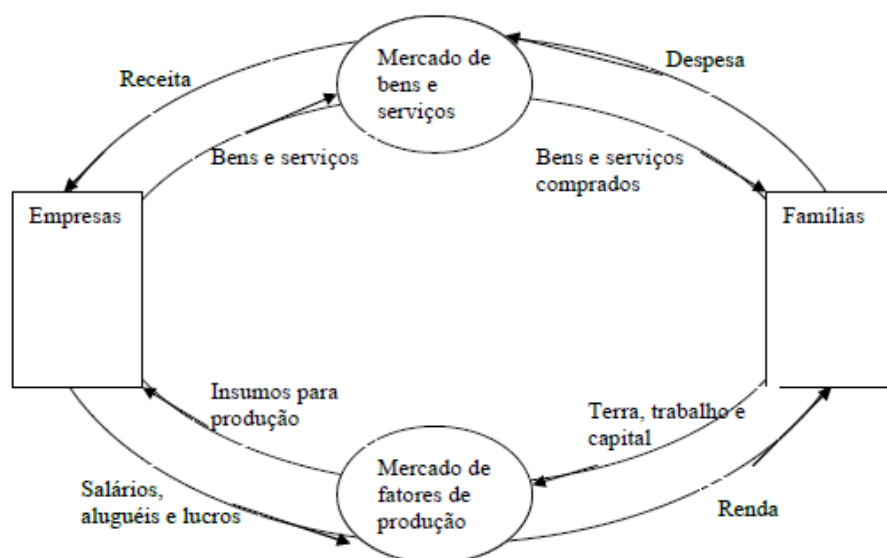 Mercado de
bens e
serviços
Despesa
Receita
Bens e serviços
Bens e serviços
comprados
Empresas
Famílias
Insumos para
produção
Terra, trabalho e
capital
Mercado de
fatores de
produção
Salários,
aluguéis e lucros
Renda